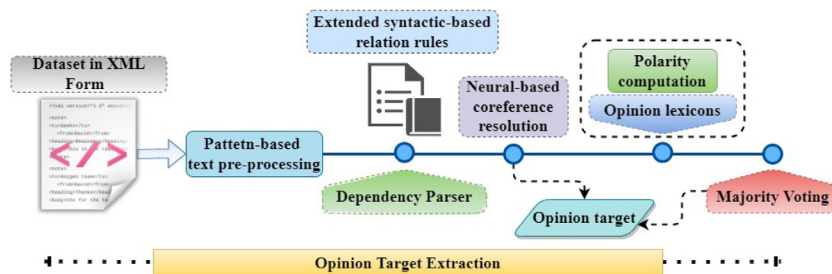 Dataset in XML
Form
Pattetn-based
text pre-processing
Extended syntactic-based
relation rules
Dependency Parser
Neural-based
coreference
resolution
Polarity
computation
Opinion lexicons
Opinion target
Majority Voting
Opinion Target Extraction